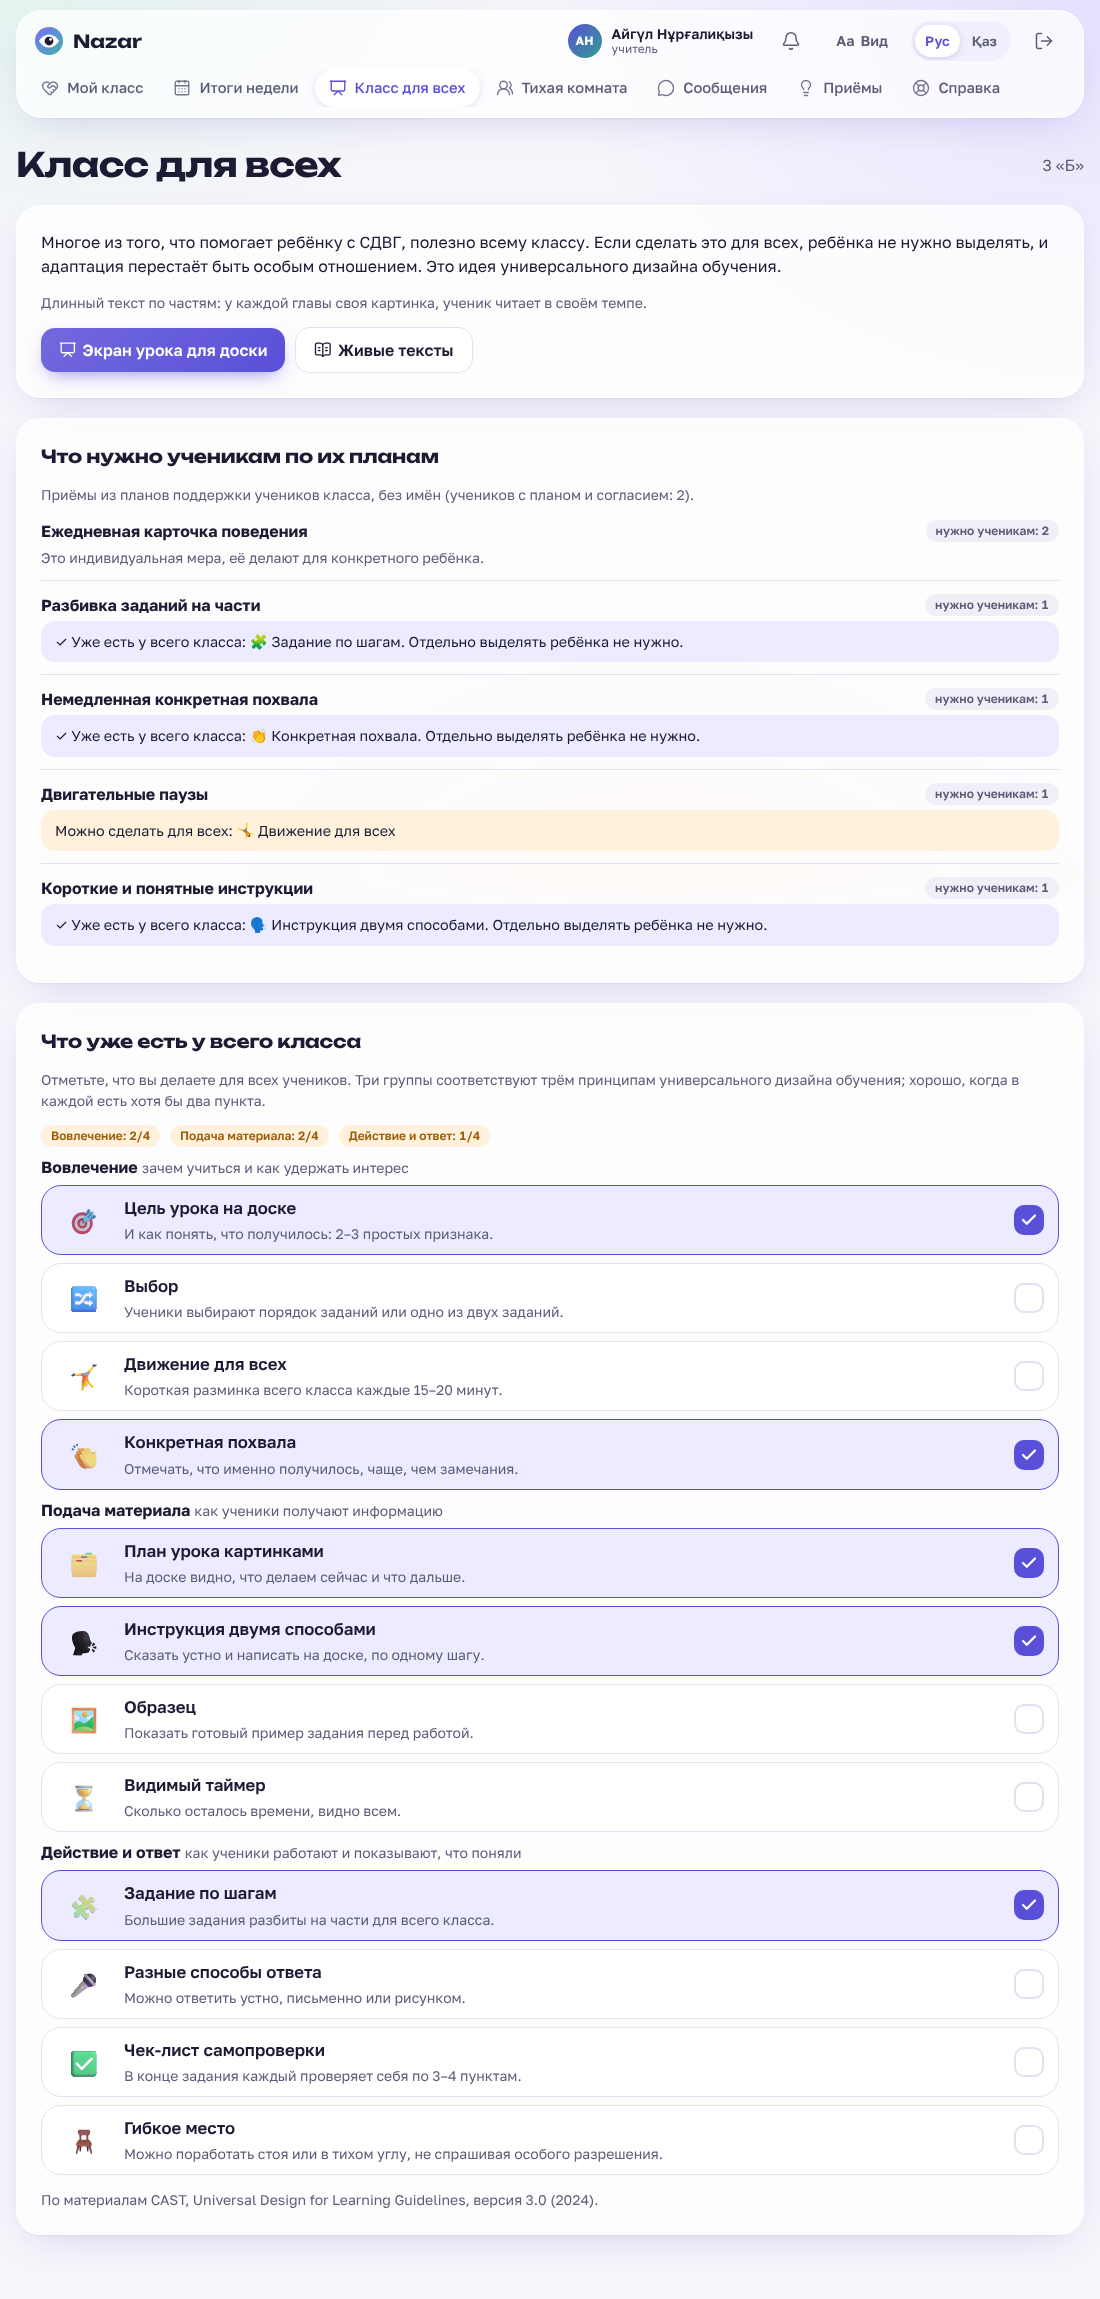 Nazar
АН
Айгүл Нұрғалиқызы
учитель
Аа Вид
Рус
Қаз
Мой класс
Итоги недели
Класс для всех
Тихая комната
Сообщения
Приёмы
Справка
Класс для всех
3 «Б»
Многое из того, что помогает ребёнку с СДВГ, полезно всему классу. Если сделать это для всех, ребёнка не нужно выделять, и
адаптация перестаёт быть особым отношением. Это идея универсального дизайна обучения.
Длинный текст по частям: у каждой главы своя картинка, ученик читает в своём темпе.
Экран урока для доски
Живые тексты
Что нужно ученикам по их планам
Приёмы из планов поддержки учеников класса, без имён (учеников с планом и согласием: 2).
Ежедневная карточка поведения
нужно ученикам: 2
Это индивидуальная мера, её делают для конкретного ребёнка.
Разбивка заданий на части
нужно ученикам: 1
✓ Уже есть у всего класса: 🧩 Задание по шагам. Отдельно выделять ребёнка не нужно.
Немедленная конкретная похвала
нужно ученикам: 1
✓ Уже есть у всего класса: 👏 Конкретная похвала. Отдельно выделять ребёнка не нужно.
Двигательные паузы
нужно ученикам: 1
Можно сделать для всех: 🤸 Движение для всех
Короткие и понятные инструкции
нужно ученикам: 1
✓ Уже есть у всего класса: 🗣️ Инструкция двумя способами. Отдельно выделять ребёнка не нужно.
Что уже есть у всего класса
Отметьте, что вы делаете для всех учеников. Три группы соответствуют трём принципам универсального дизайна обучения; хорошо, когда в
каждой есть хотя бы два пункта.
Вовлечение: 2/4
Подача материала: 2/4
Действие и ответ: 1/4
Вовлечение зачем учиться и как удержать интерес
Цель урока на доске
И как понять, что получилось: 2–3 простых признака.
Выбор
Ученики выбирают порядок заданий или одно из двух заданий.
Движение для всех
Короткая разминка всего класса каждые 15–20 минут.
Конкретная похвала
Отмечать, что именно получилось, чаще, чем замечания.
Подача материала как ученики получают информацию
План урока картинками
На доске видно, что делаем сейчас и что дальше.
Инструкция двумя способами
Сказать устно и написать на доске, по одному шагу.
Образец
Показать готовый пример задания перед работой.
Видимый таймер
Сколько осталось времени, видно всем.
Действие и ответ как ученики работают и показывают, что поняли
Задание по шагам
Большие задания разбиты на части для всего класса.
Разные способы ответа
Можно ответить устно, письменно или рисунком.
Чек-лист самопроверки
В конце задания каждый проверяет себя по 3–4 пунктам.
Гибкое место
Можно поработать стоя или в тихом углу, не спрашивая особого разрешения.
По материалам CAST, Universal Design for Learning Guidelines, версия 3.0 (2024).